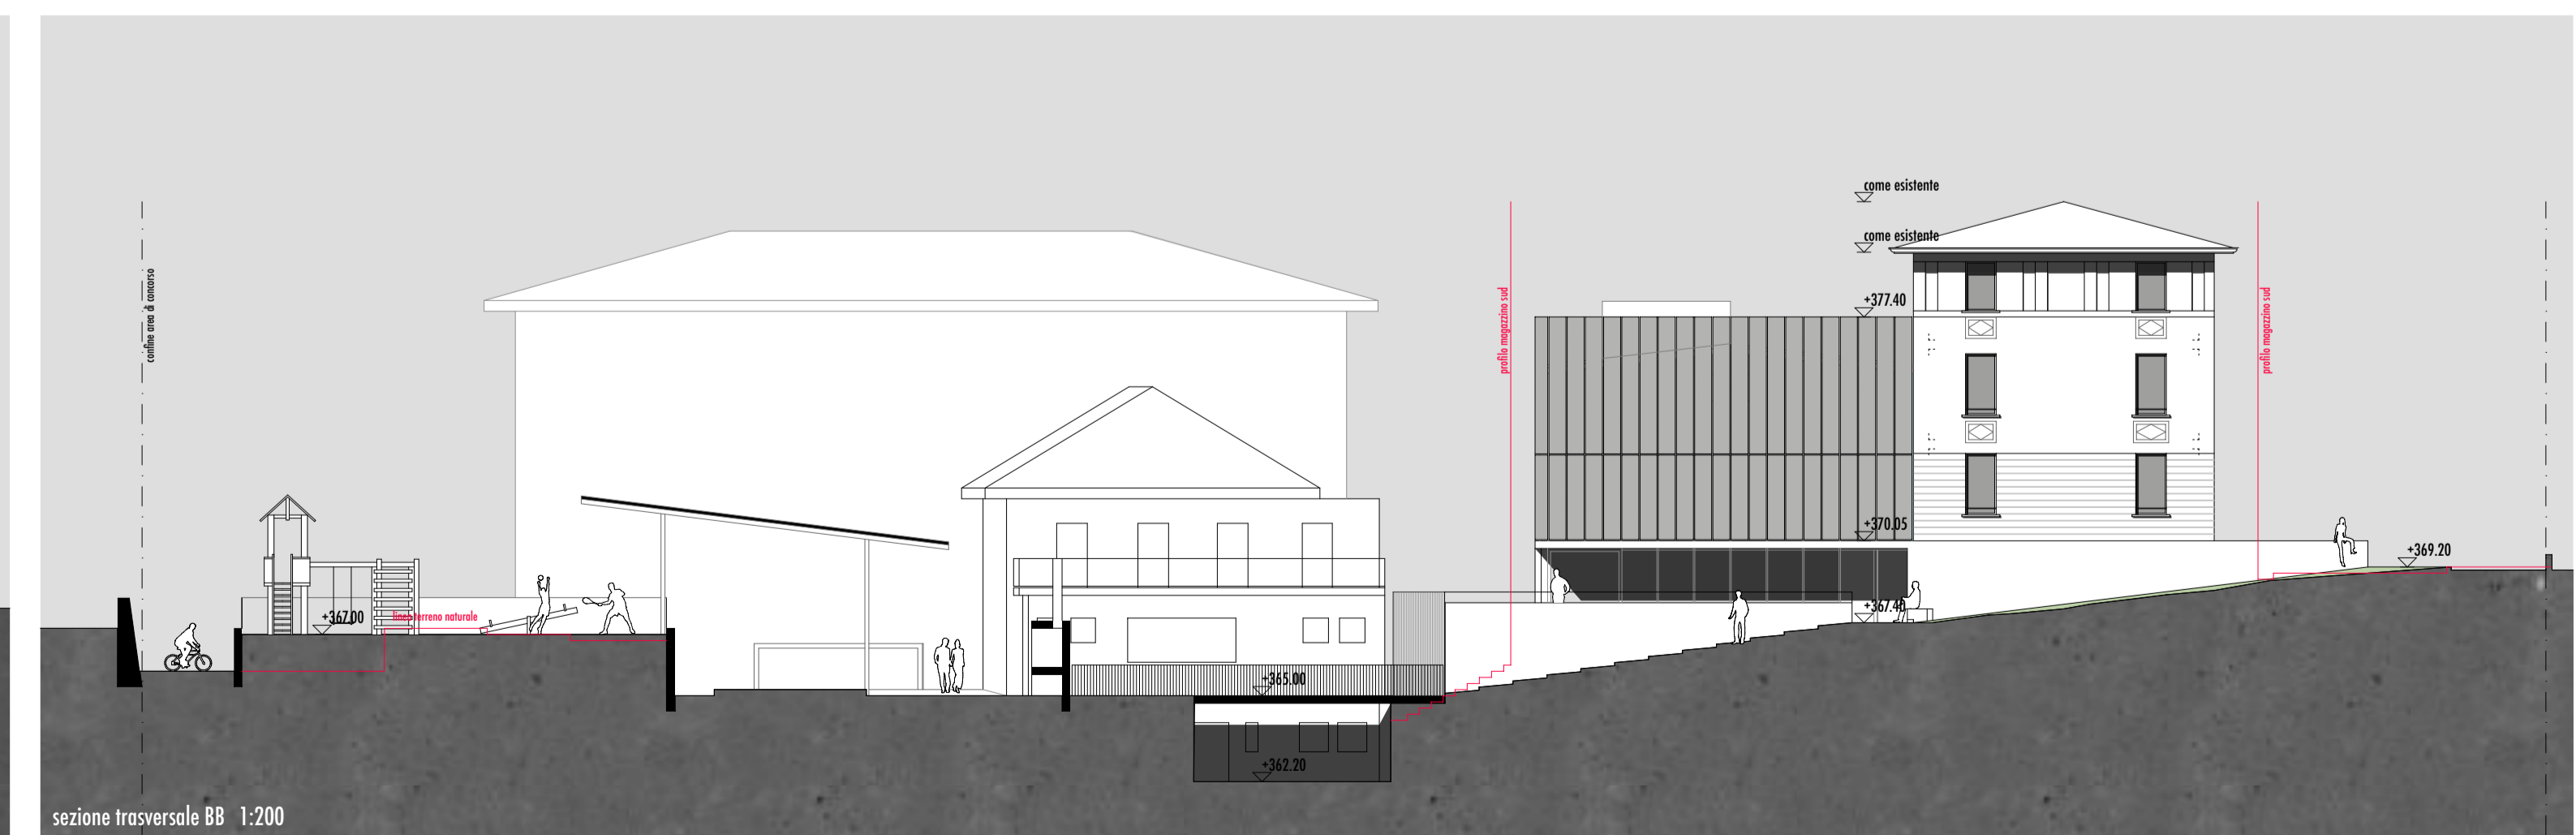 come esistente
come esistente
confine area di concorso
profilo magazzino sud
profilo magazzino sud
+377.40
+370.05
+369.20
+367.40
+367.00
linea terreno naturale
+365.00
+362.20
sezione trasversale BB 1:200